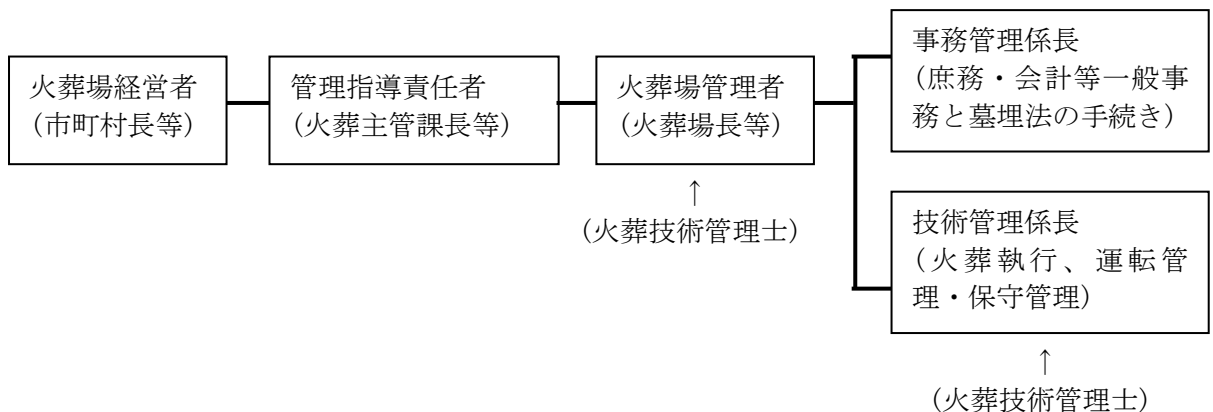 火葬場経営者
（市町村長等）
管理指導責任者
（火葬主管課長等）
火葬場管理者
（火葬場長等）
↑
（火葬技術管理士）
事務管理係長
（庶務・会計等一般事
務と墓埋法の手続き）
技術管理係長
（火葬執行、運転管
理・保守管理）
↑
（火葬技術管理士）